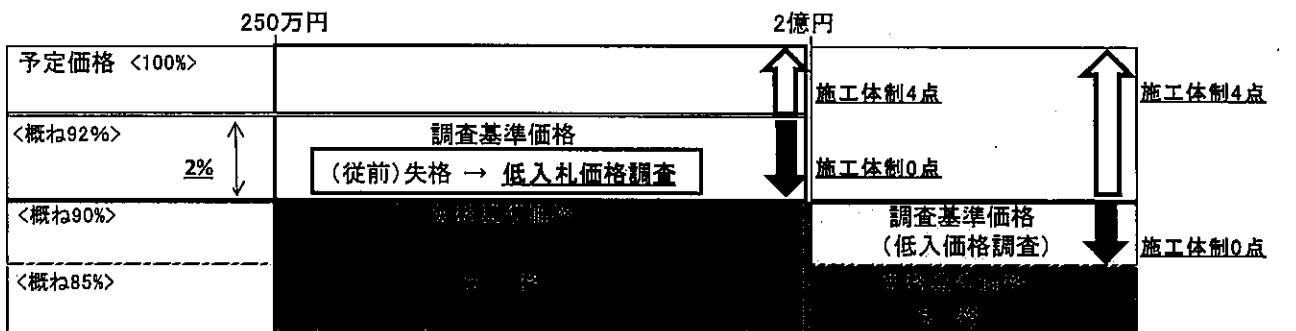 250万円
2億円
予定価格 <100%>
施工体制4点
施工体制4点
<概ね92%>
調査基準価格
2%
(従前)失格 → 低入札価格調査
施工体制0点
<概ね90%>
調査基準価格
(低入価格調査)
施工体制0点
<概ね85%>